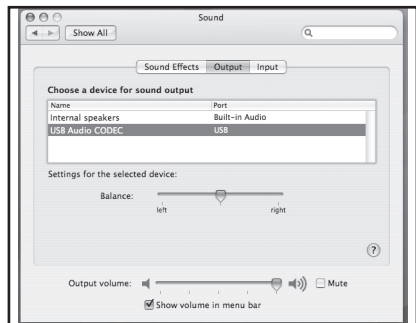 Sound
Show All
Sound Effects Output Input
Choose a device for sound output
Name Port
Internal speakers Built-in Audio
USB Audio CODEC USB
Settings for the selected device:
Balance:
left right
?
Output volume: Mute
Show volume in menu bar